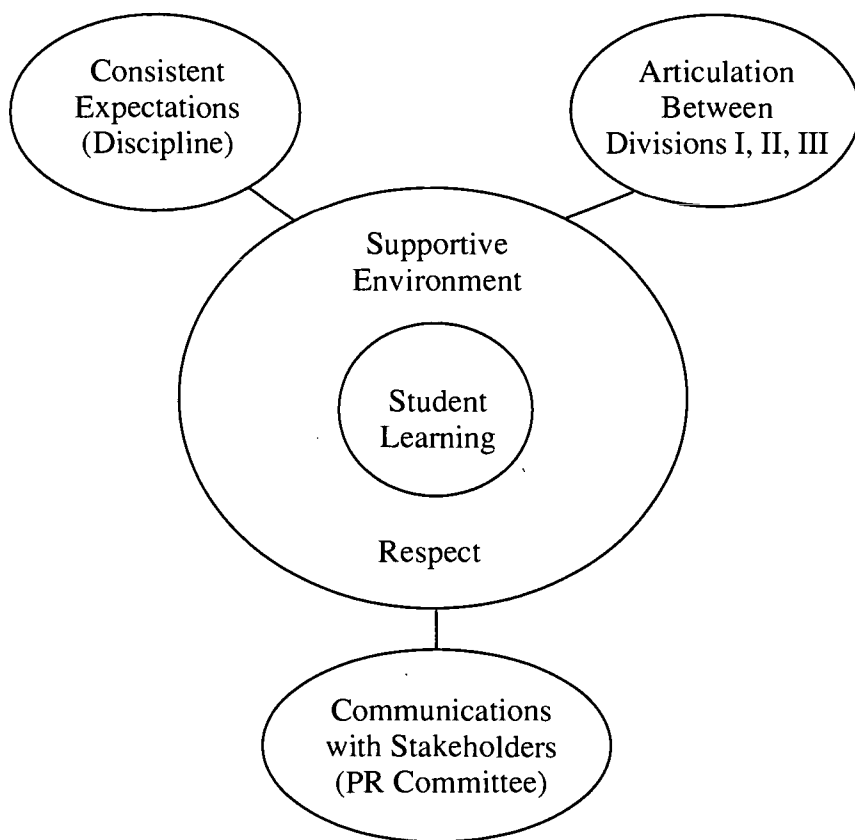 Consistent
Expectations
(Discipline)
Articulation
Between
Divisions I, II, III
Supportive
Environment
Student
Learning
Respect
Communications
with Stakeholders
(PR Committee)